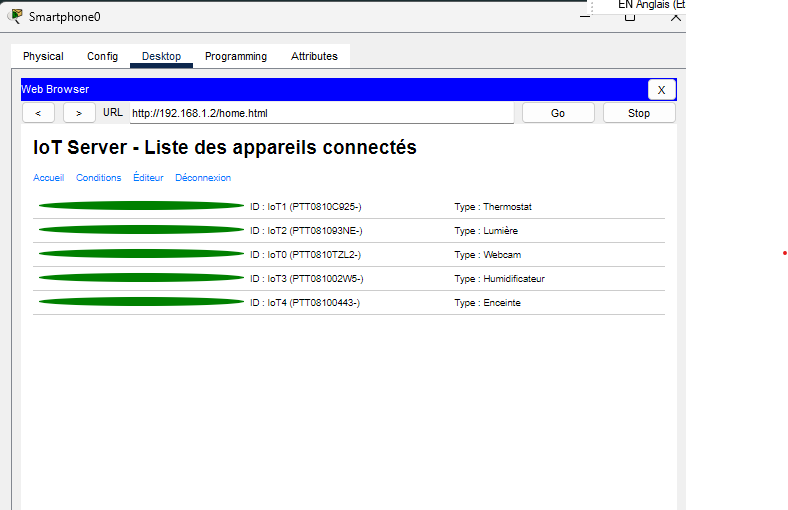 EN Anglais (Ét
Smartphone0
Physical Config Desktop Programming Attributes
Web Browser X
< > URL http://192.168.1.2/home.html Go Stop
IoT Server - Liste des appareils connectés
Accueil Conditions Éditeur Déconnexion
ID : IoT1 (PTT0810C925-) Type : Thermostat
ID : IoT2 (PTT081093NE-) Type : Lumière
ID : IoT0 (PTT0810TZL2-) Type : Webcam
ID : IoT3 (PTT081002W5-) Type : Humidificateur
ID : IoT4 (PTT08100443-) Type : Enceinte